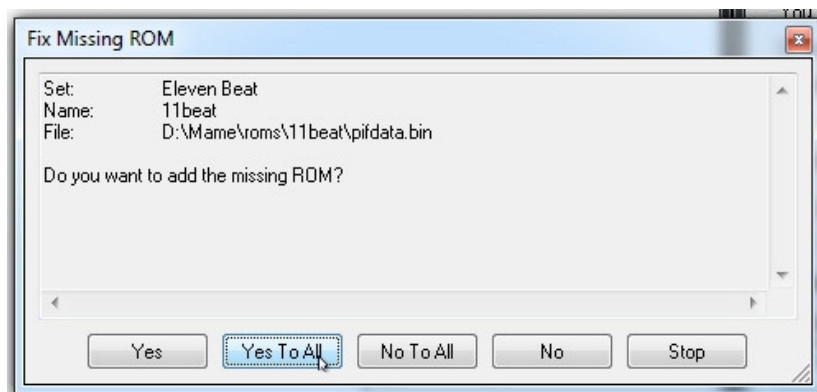 Fix Missing ROM
Set: Eleven Beat
Name: 11beat
File: D:\Mame\roms\11beat\pifdata.bin
Do you want to add the missing ROM?
Yes Yes To All No To All No Stop